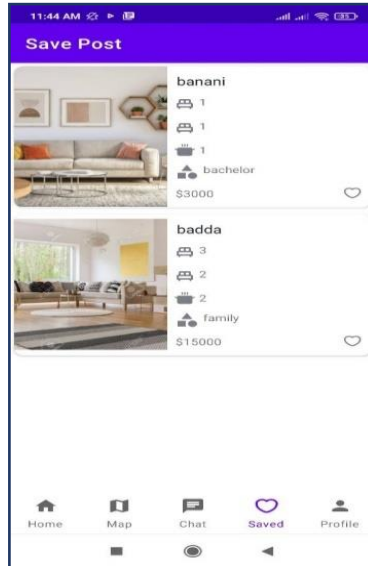 11:44 AM
Save Post
banani
1
1
1
bachelor
$3000
badda
3
2
2
family
$15000
Home Map Chat Saved Profile